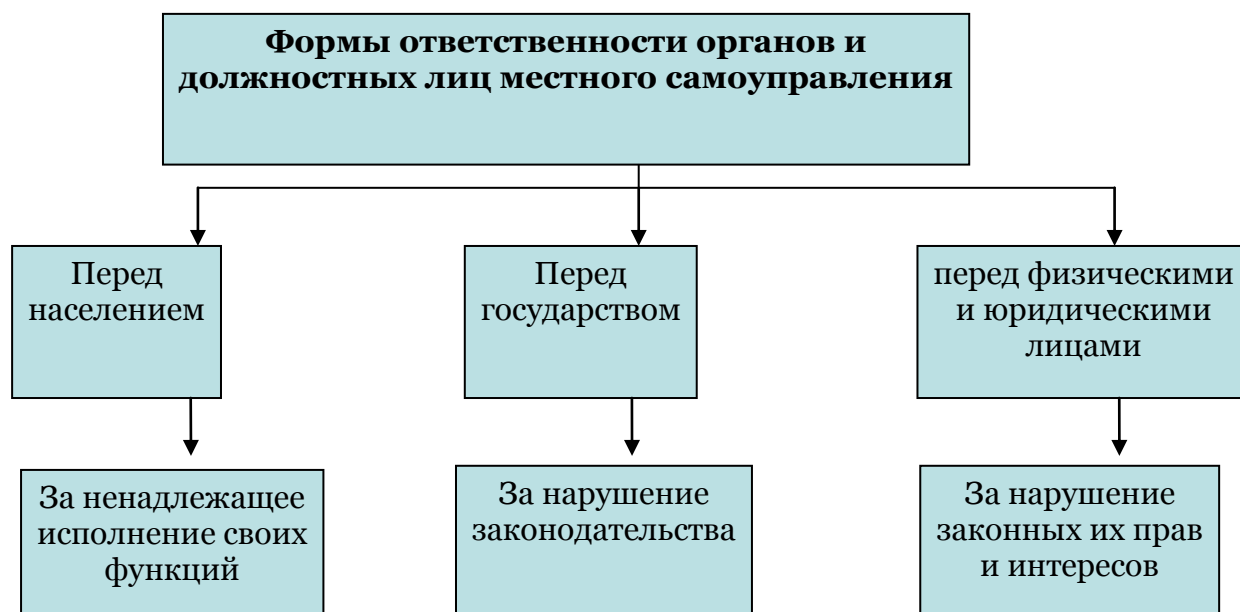 Формы ответственности органов и
должностных лиц местного самоуправления
Перед
населением
Перед
государством
перед физическими
и юридическими
лицами
За ненадлежащее
исполнение своих
функций
За нарушение
законодательства
За нарушение
законных их прав
и интересов